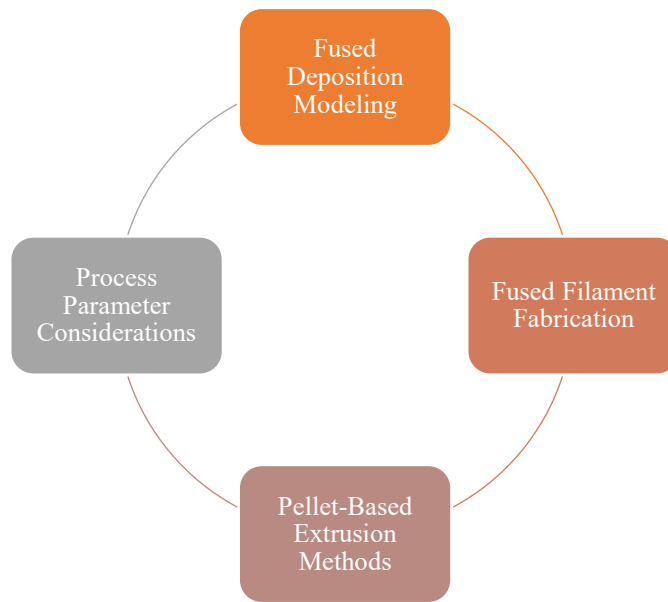 Fused
Deposition
Modeling
Fused Filament
Fabrication
Pellet-Based
Extrusion
Methods
Process
Parameter
Considerations